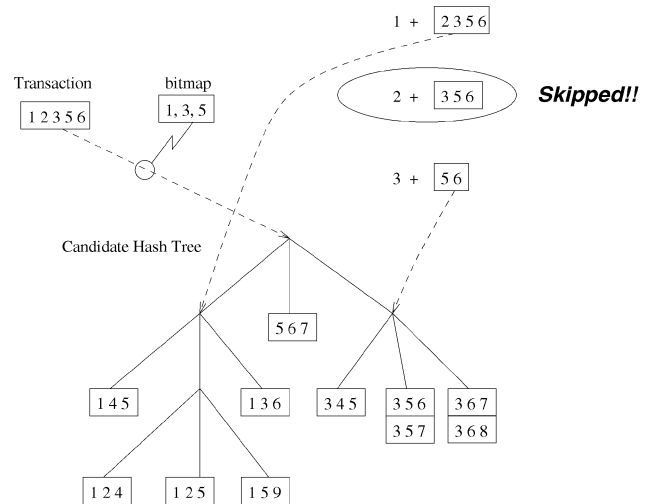 1 + 2 3 5 6
Transaction
bitmap
1 2 3 5 6
1, 3, 5
2 + 3 5 6
Skipped!!
3 + 5 6
Candidate Hash Tree
5 6 7
1 4 5
1 3 6
3 4 5
3 5 6
3 6 7
3 5 7
3 6 8
1 2 4
1 2 5
1 5 9